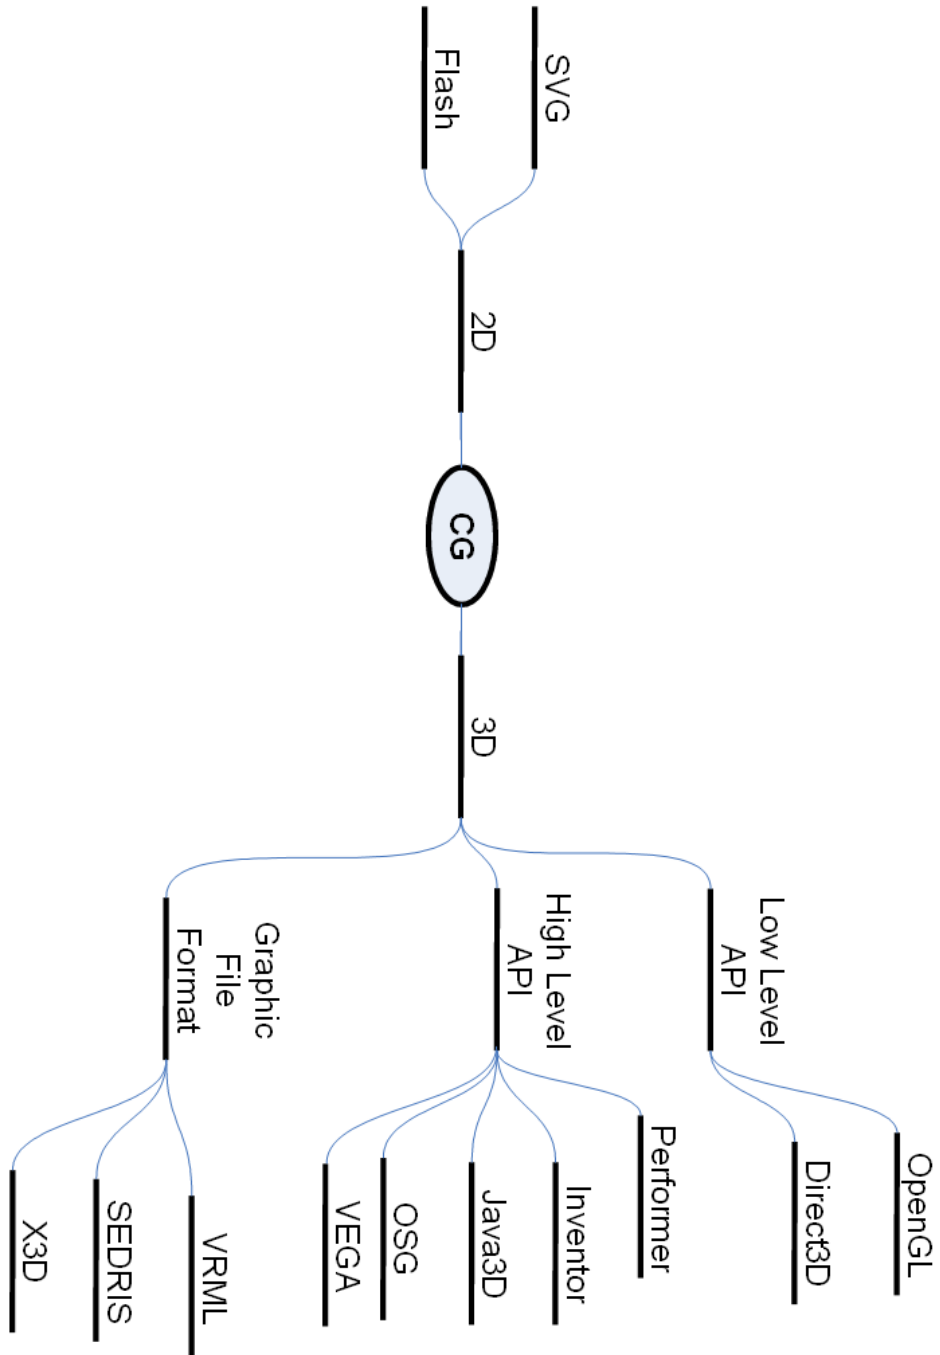 SVG
Flash
2D
CG
3D
Low Level
API
OpenGL
Direct3D
High Level
API
Performer
Inventor
Java3D
OSG
VEGA
Graphic
File
Format
VRML
SEDRIS
X3D